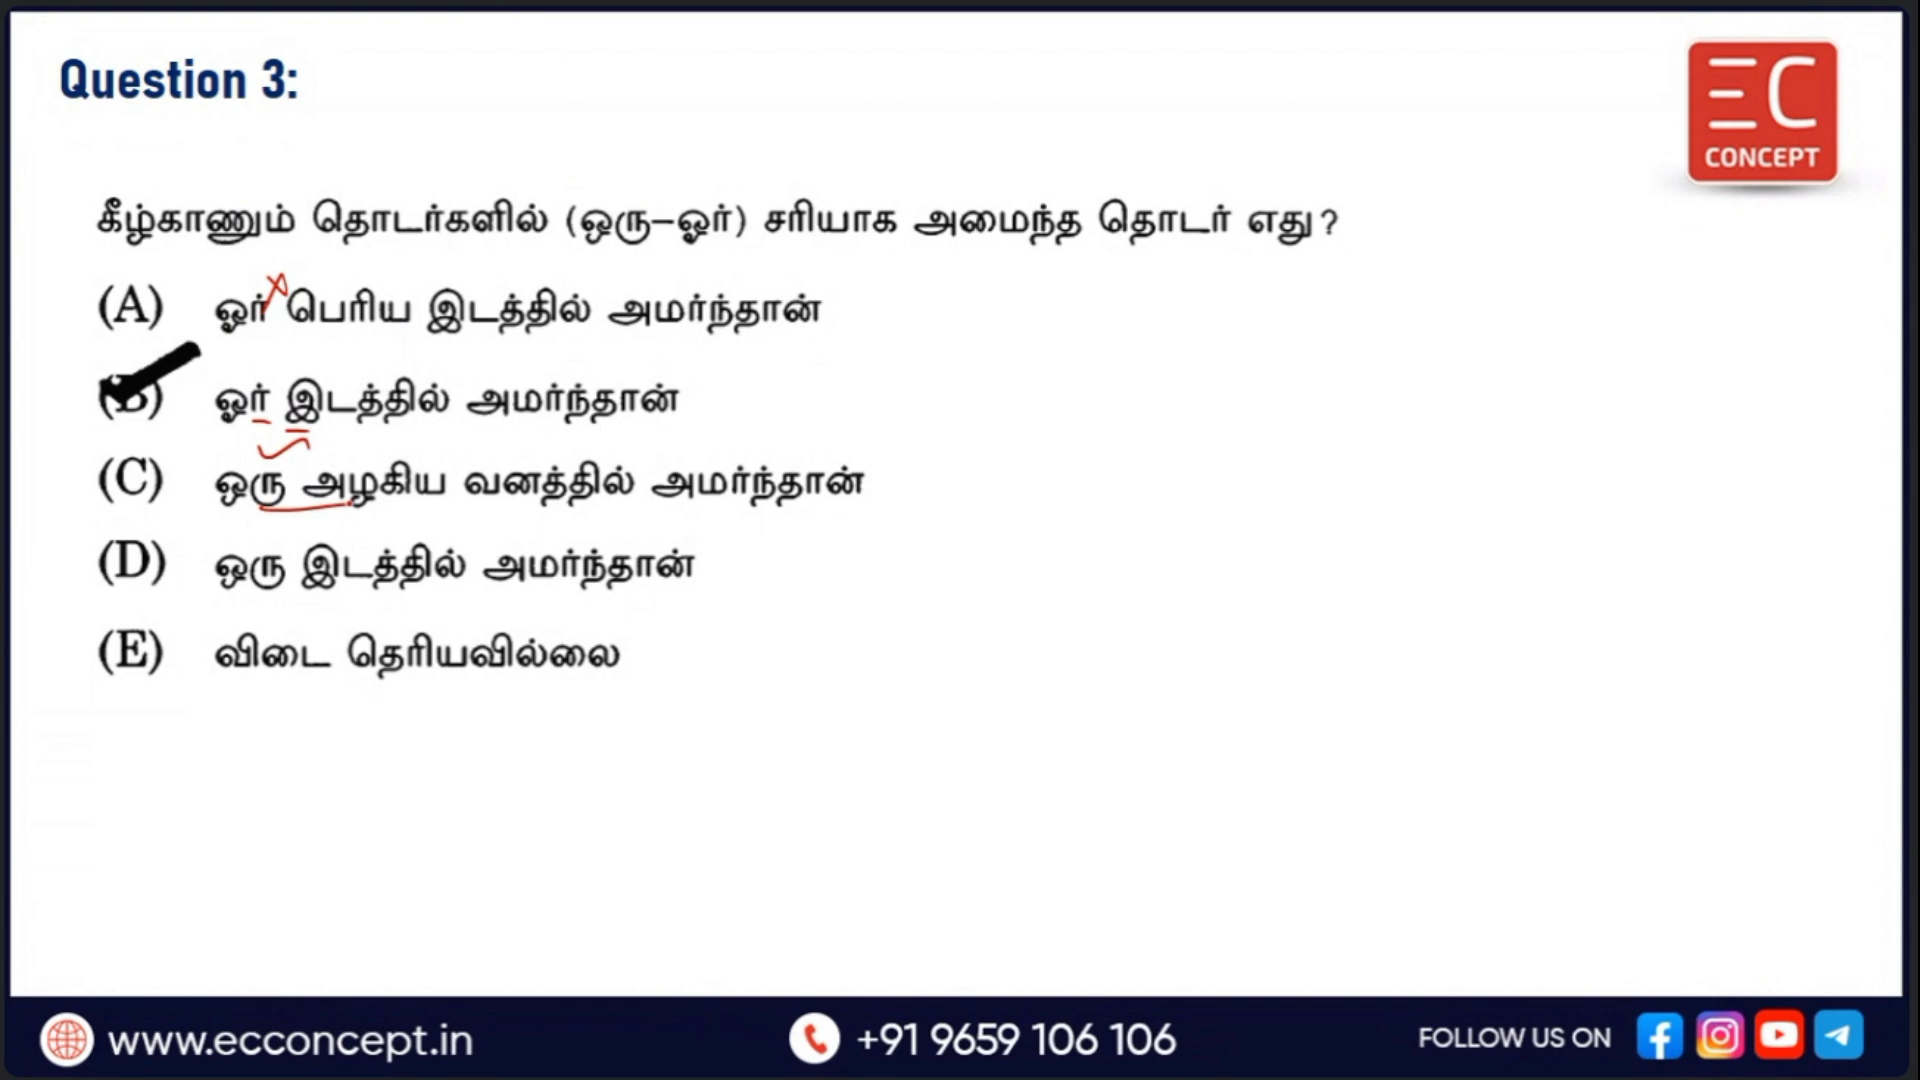 Question 3:
EC
CONCEPT
கீழ்காணும் தொடர்களில் (ஒரு–ஓர்) சரியாக அமைந்த தொடர் எது?
(A) ஓர் பெரிய இடத்தில் அமர்ந்தான்
(B) ஓர் இடத்தில் அமர்ந்தான்
(C) ஒரு அழகிய வனத்தில் அமர்ந்தான்
(D) ஒரு இடத்தில் அமர்ந்தான்
(E) விடை தெரியவில்லை
www.ecconcept.in +91 9659 106 106 FOLLOW US ON